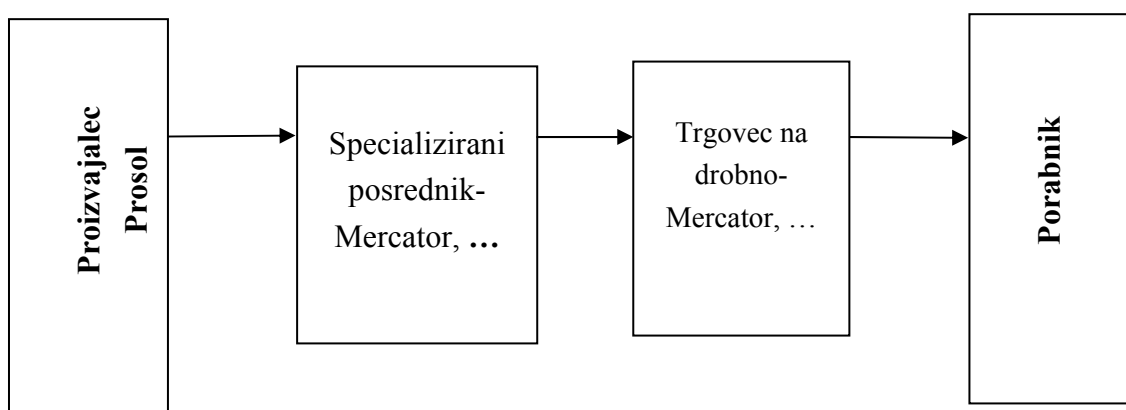 Proizvajalec
Prosol
Specializirani
posrednik-
Mercator, ...
Trgovec na
drobno-
Mercator, …
Porabnik